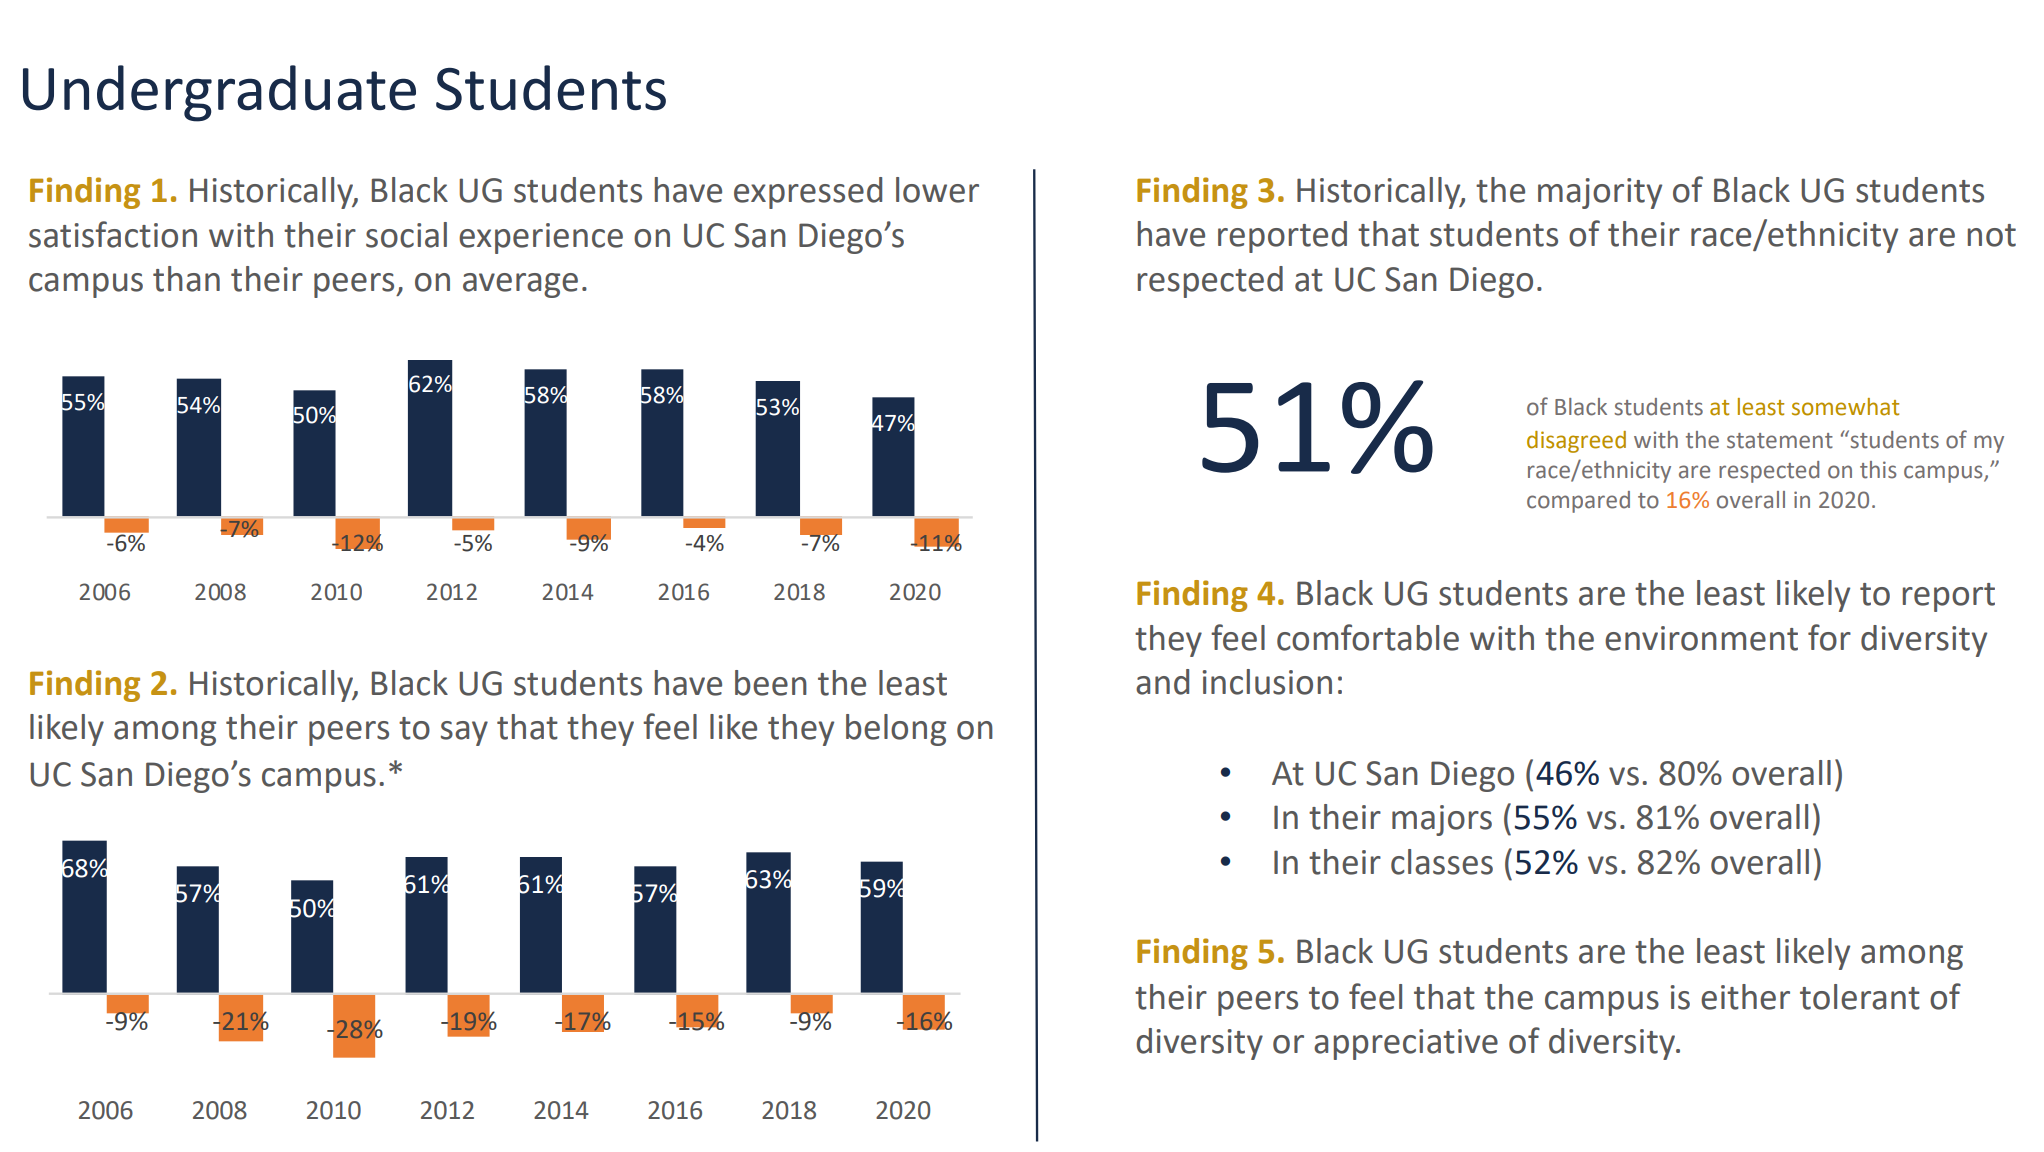 Undergraduate Students
Finding 1. Historically, Black UG students have expressed lower
satisfaction with their social experience on UC San Diego’s
campus than their peers, on average.
55% 54% 50% 62% 58% 58% 53% 47%
-6% -7% -12% -5% -9% -4% -7% -11%
2006 2008 2010 2012 2014 2016 2018 2020
Finding 2. Historically, Black UG students have been the least
likely among their peers to say that they feel like they belong on
UC San Diego’s campus.*
68% 57% 50% 61% 61% 57% 63% 59%
-9% -21% -28% -19% -17% -15% -9% -16%
2006 2008 2010 2012 2014 2016 2018 2020
Finding 3. Historically, the majority of Black UG students
have reported that students of their race/ethnicity are not
respected at UC San Diego.
51%
of Black students at least somewhat
disagreed with the statement “students of my
race/ethnicity are respected on this campus,”
compared to 16% overall in 2020.
Finding 4. Black UG students are the least likely to report
they feel comfortable with the environment for diversity
and inclusion:
• At UC San Diego (46% vs. 80% overall)
• In their majors (55% vs. 81% overall)
• In their classes (52% vs. 82% overall)
Finding 5. Black UG students are the least likely among
their peers to feel that the campus is either tolerant of
diversity or appreciative of diversity.